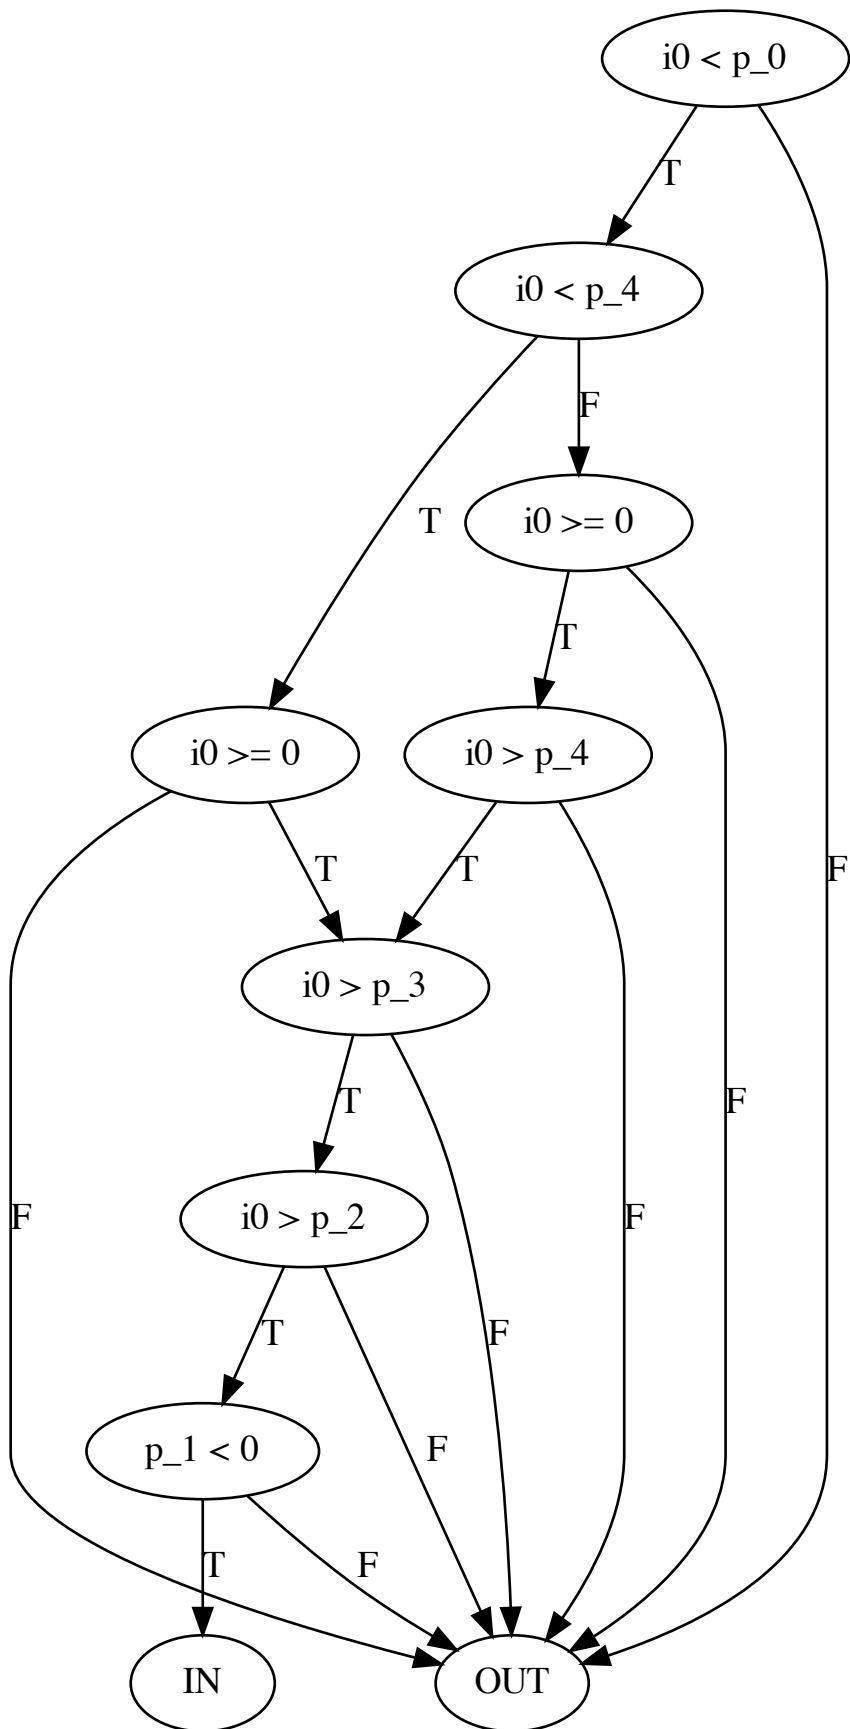 i0 < p_0
T
i0 < p_4
F
T
i0 >= 0
T
i0 >= 0
i0 > p_4
T
T
F
i0 > p_3
T
F
i0 > p_2
F
F
T
F
p_1 < 0
F
T
F
IN
OUT